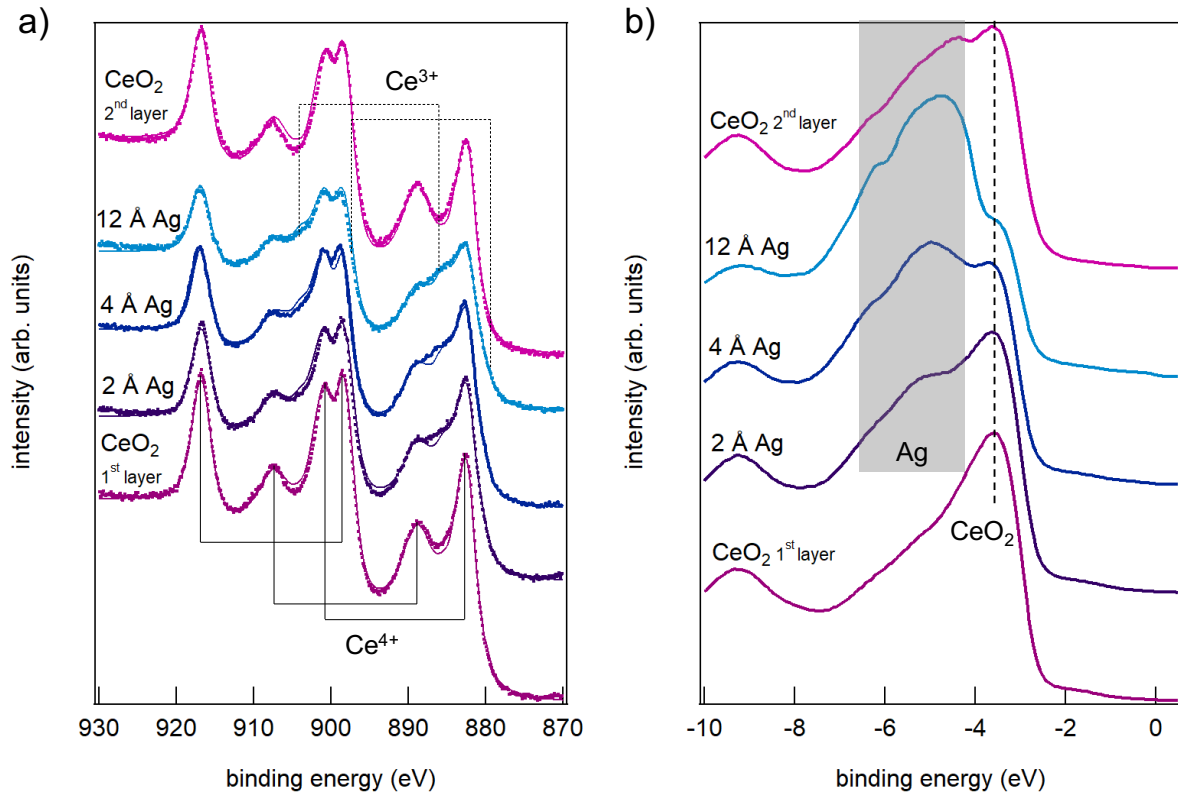 a)
CeO2
2nd layer
12 Å Ag
4 Å Ag
2 Å Ag
CeO2
1st layer
Ce3+
Ce4+
intensity (arb. units)
930 920 910 900 890 880 870
binding energy (eV)
b)
CeO2 2nd layer
12 Å Ag
4 Å Ag
2 Å Ag
Ag
CeO2
CeO2 1st layer
intensity (arb. units)
-10 -8 -6 -4 -2 0
binding energy (eV)